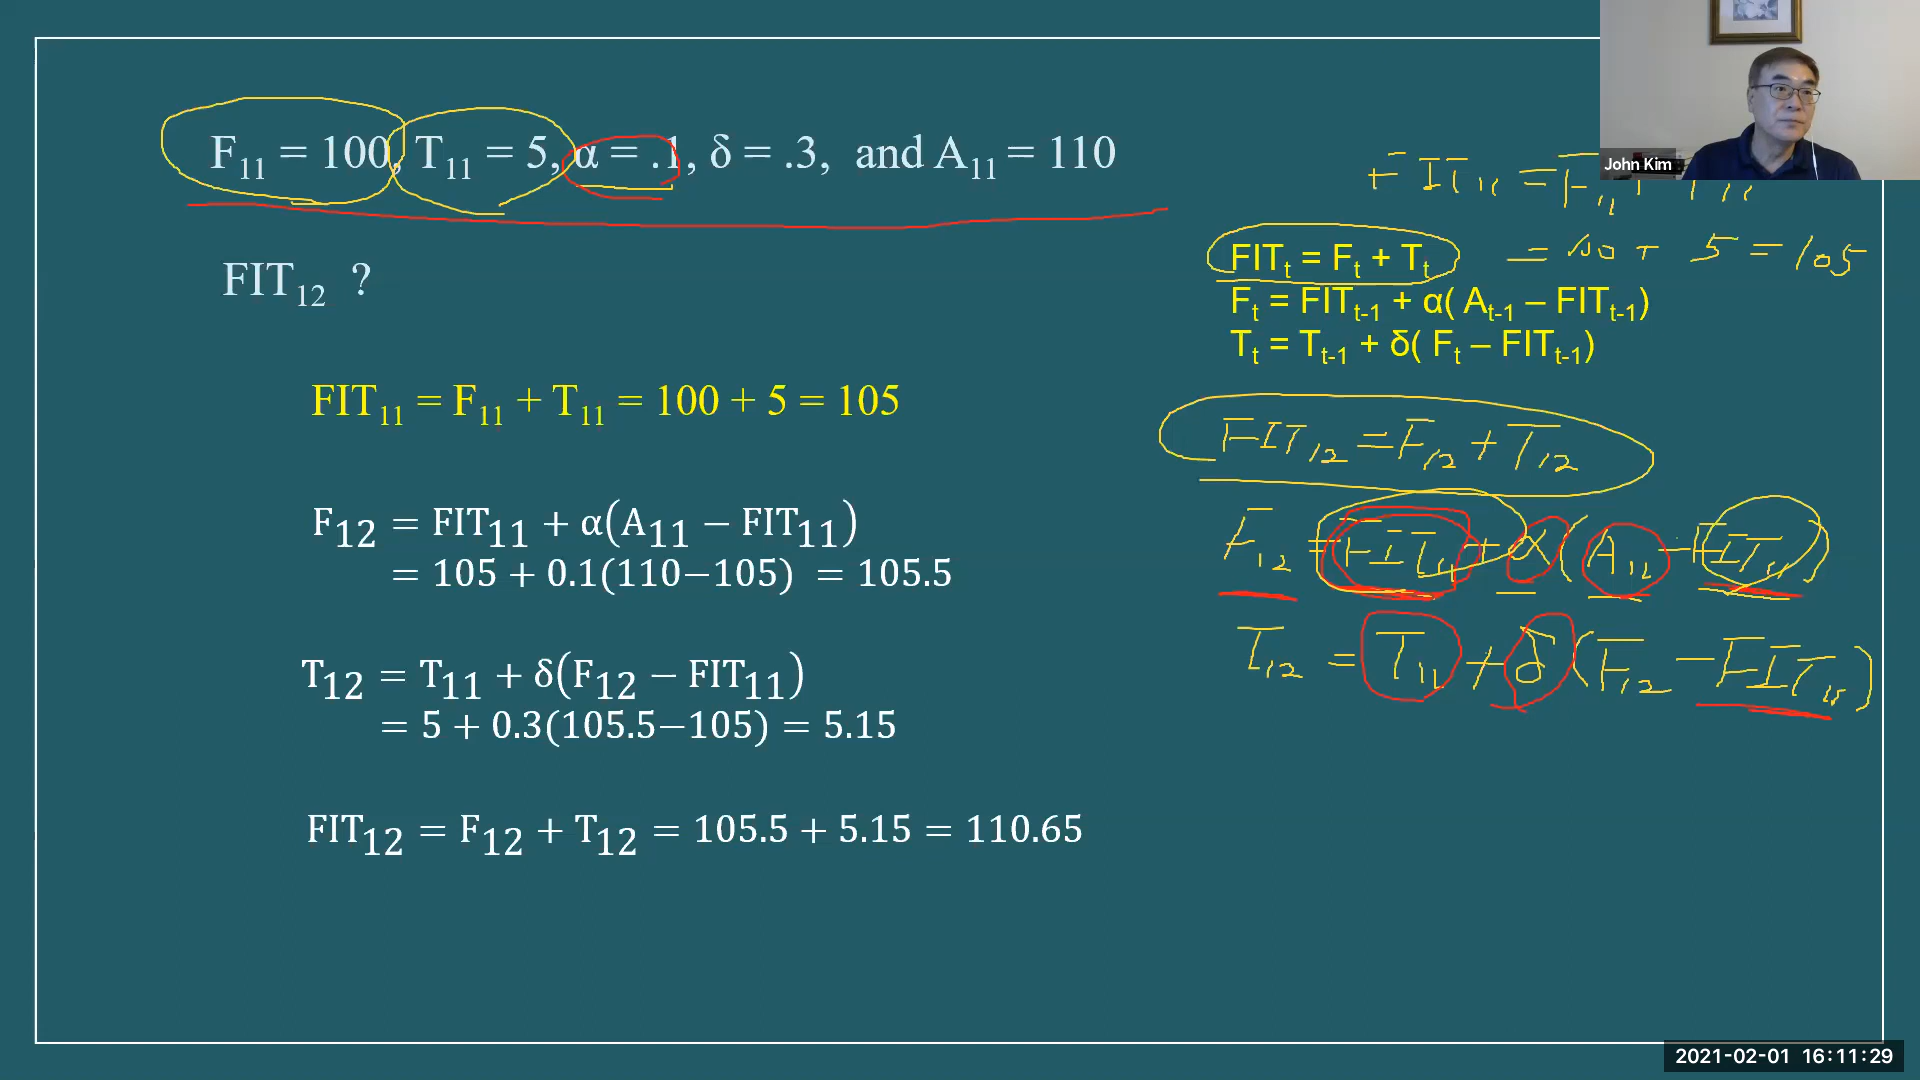 F₁₁ = 100, T₁₁ = 5, α = .1, δ = .3, and A₁₁ = 110
FIT₁₂ ?
FIT₁₁ = F₁₁ + T₁₁ = 100 + 5 = 105
F₁₂ = FIT₁₁ + α(A₁₁ − FIT₁₁)
= 105 + 0.1(110−105) = 105.5
T₁₂ = T₁₁ + δ(F₁₂ − FIT₁₁)
= 5 + 0.3(105.5−105) = 5.15
FIT₁₂ = F₁₂ + T₁₂ = 105.5 + 5.15 = 110.65
John Kim
FIT₁₁ = F₁₁
= 100 + 5 = 105
FITₜ = Fₜ + Tₜ
Fₜ = FITₜ₋₁ + α( Aₜ₋₁ – FITₜ₋₁)
Tₜ = Tₜ₋₁ + δ( Fₜ – FITₜ₋₁)
FIT₁₂ = F₁₂ + T₁₂
F₁₂ = FIT₁₁ + α(A₁₁ − FIT₁₁)
T₁₂ = T₁₁ + δ(F₁₂ − FIT₁₁)
2021-02-01 16:11:29